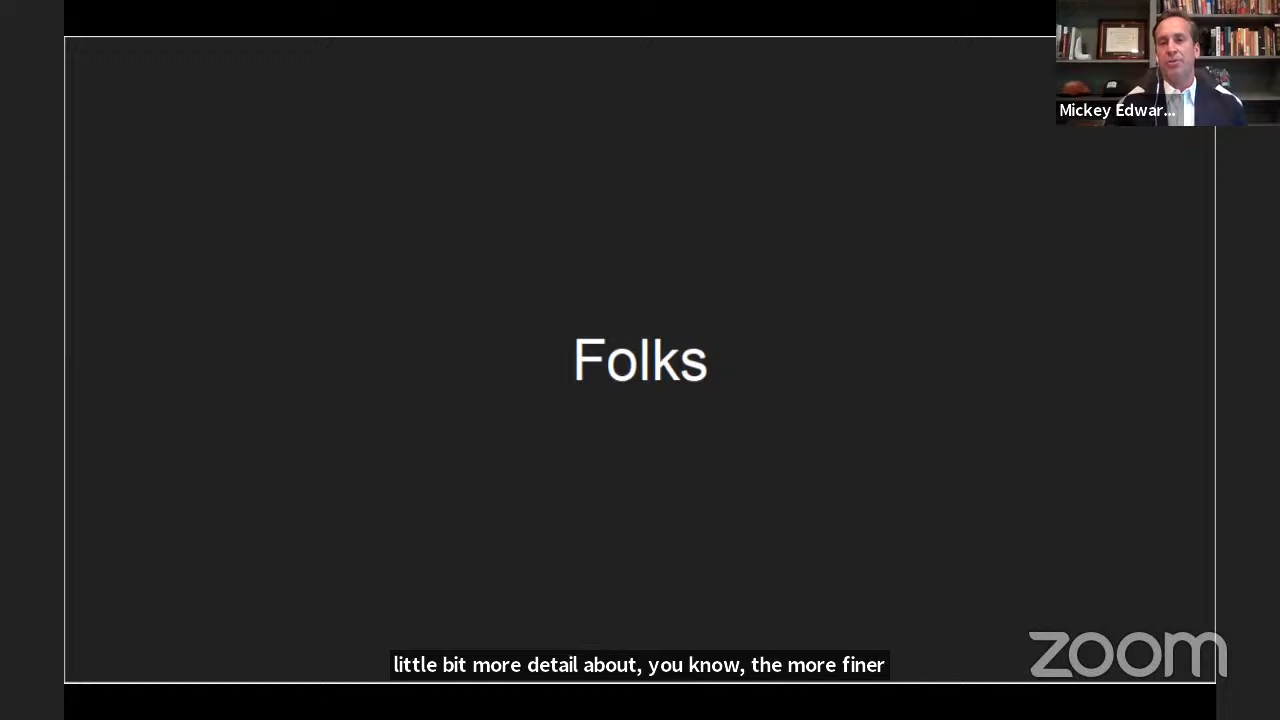 Mickey Edwar...
Folks
little bit more detail about, you know, the more finer
zoom